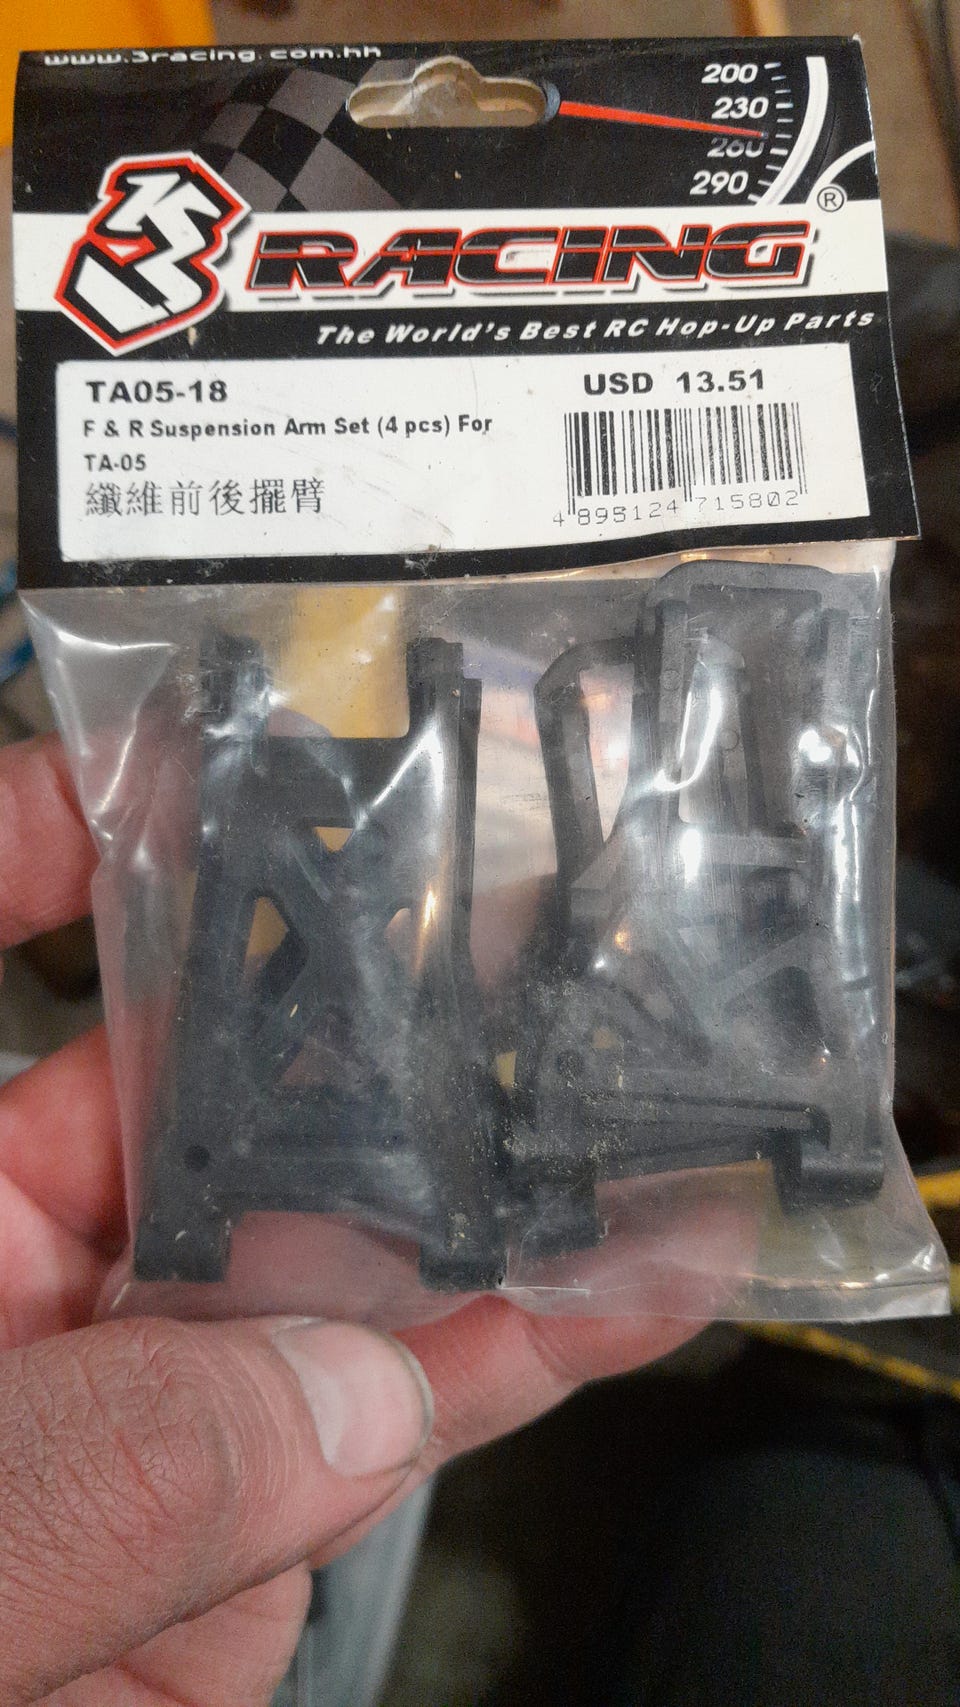 www.3racing.com.hk
200
230
260
290
3RACING®
The World's Best RC Hop-Up Parts
TA05-18
USD 13.51
F & R Suspension Arm Set (4 pcs) For
TA-05
纖維前後擺臂
4 895124 715802